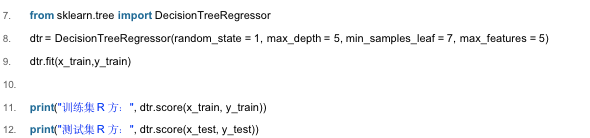 7. from sklearn.tree import DecisionTreeRegressor
8. dtr = DecisionTreeRegressor(random_state = 1, max_depth = 5, min_samples_leaf = 7, max_features = 5)
9. dtr.fit(x_train,y_train)
10.
11. print("训练集 R 方：", dtr.score(x_train, y_train))
12. print("测试集 R 方：", dtr.score(x_test, y_test))